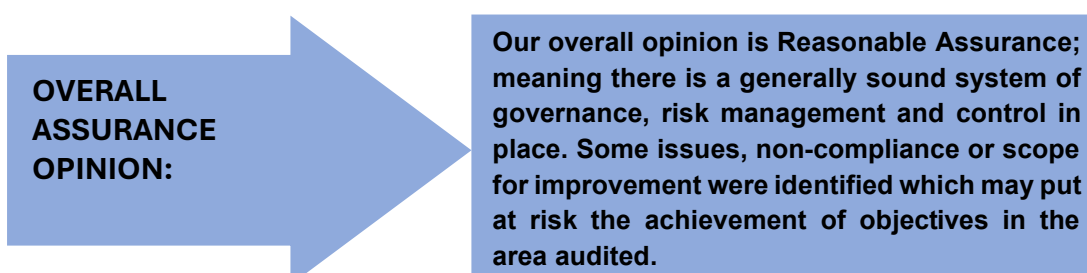 OVERALL
ASSURANCE
OPINION:
Our overall opinion is Reasonable Assurance;
meaning there is a generally sound system of
governance, risk management and control in
place. Some issues, non-compliance or scope
for improvement were identified which may put
at risk the achievement of objectives in the
area audited.